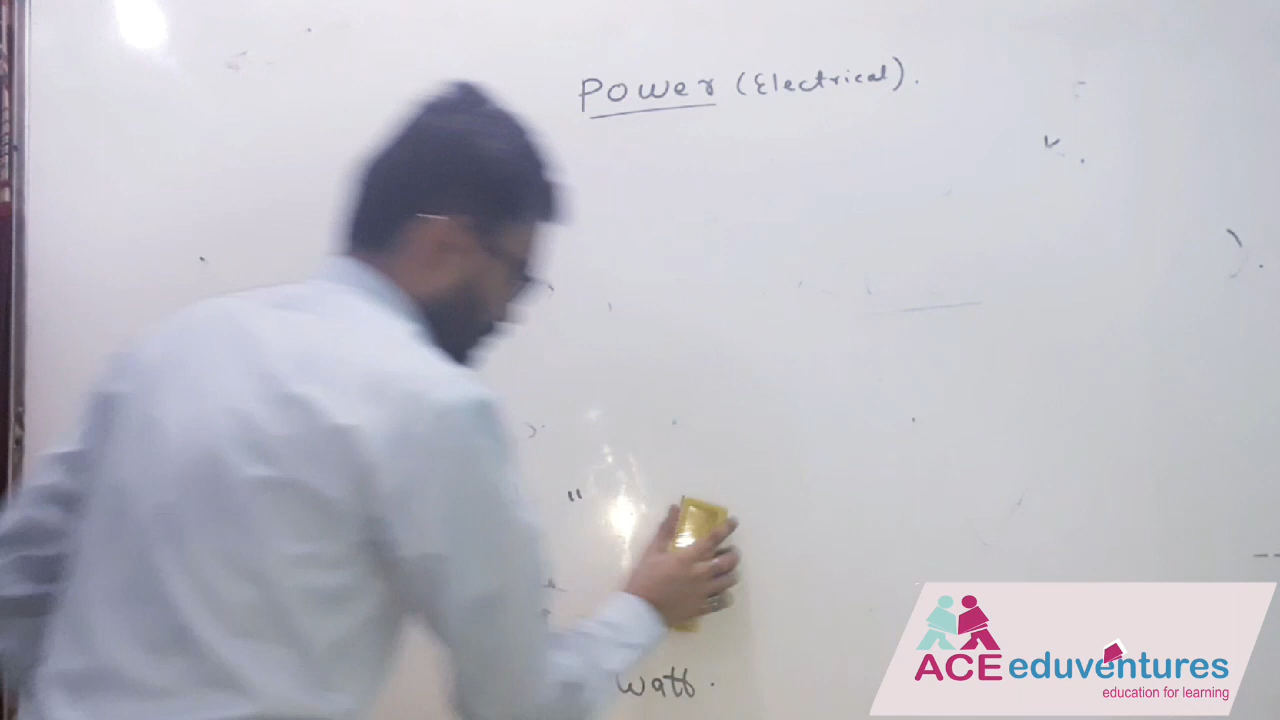 Power (Electrical).
"
watt.
ACE eduventures
education for learning